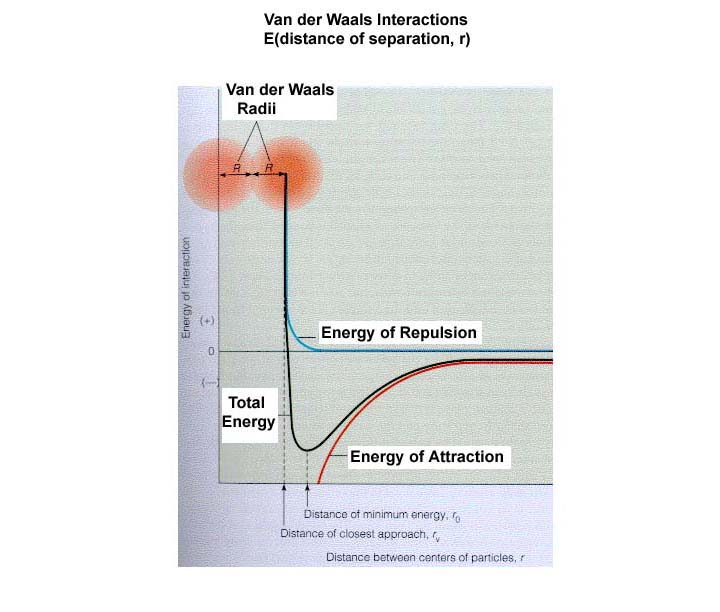 Van der Waals Interactions
E(distance of separation, r)
Van der Waals
Radii
R R
Energy of interaction
(+)
0
(—)
Energy of Repulsion
Total
Energy
Energy of Attraction
Distance of minimum energy, r0
Distance of closest approach, rv
Distance between centers of particles, r